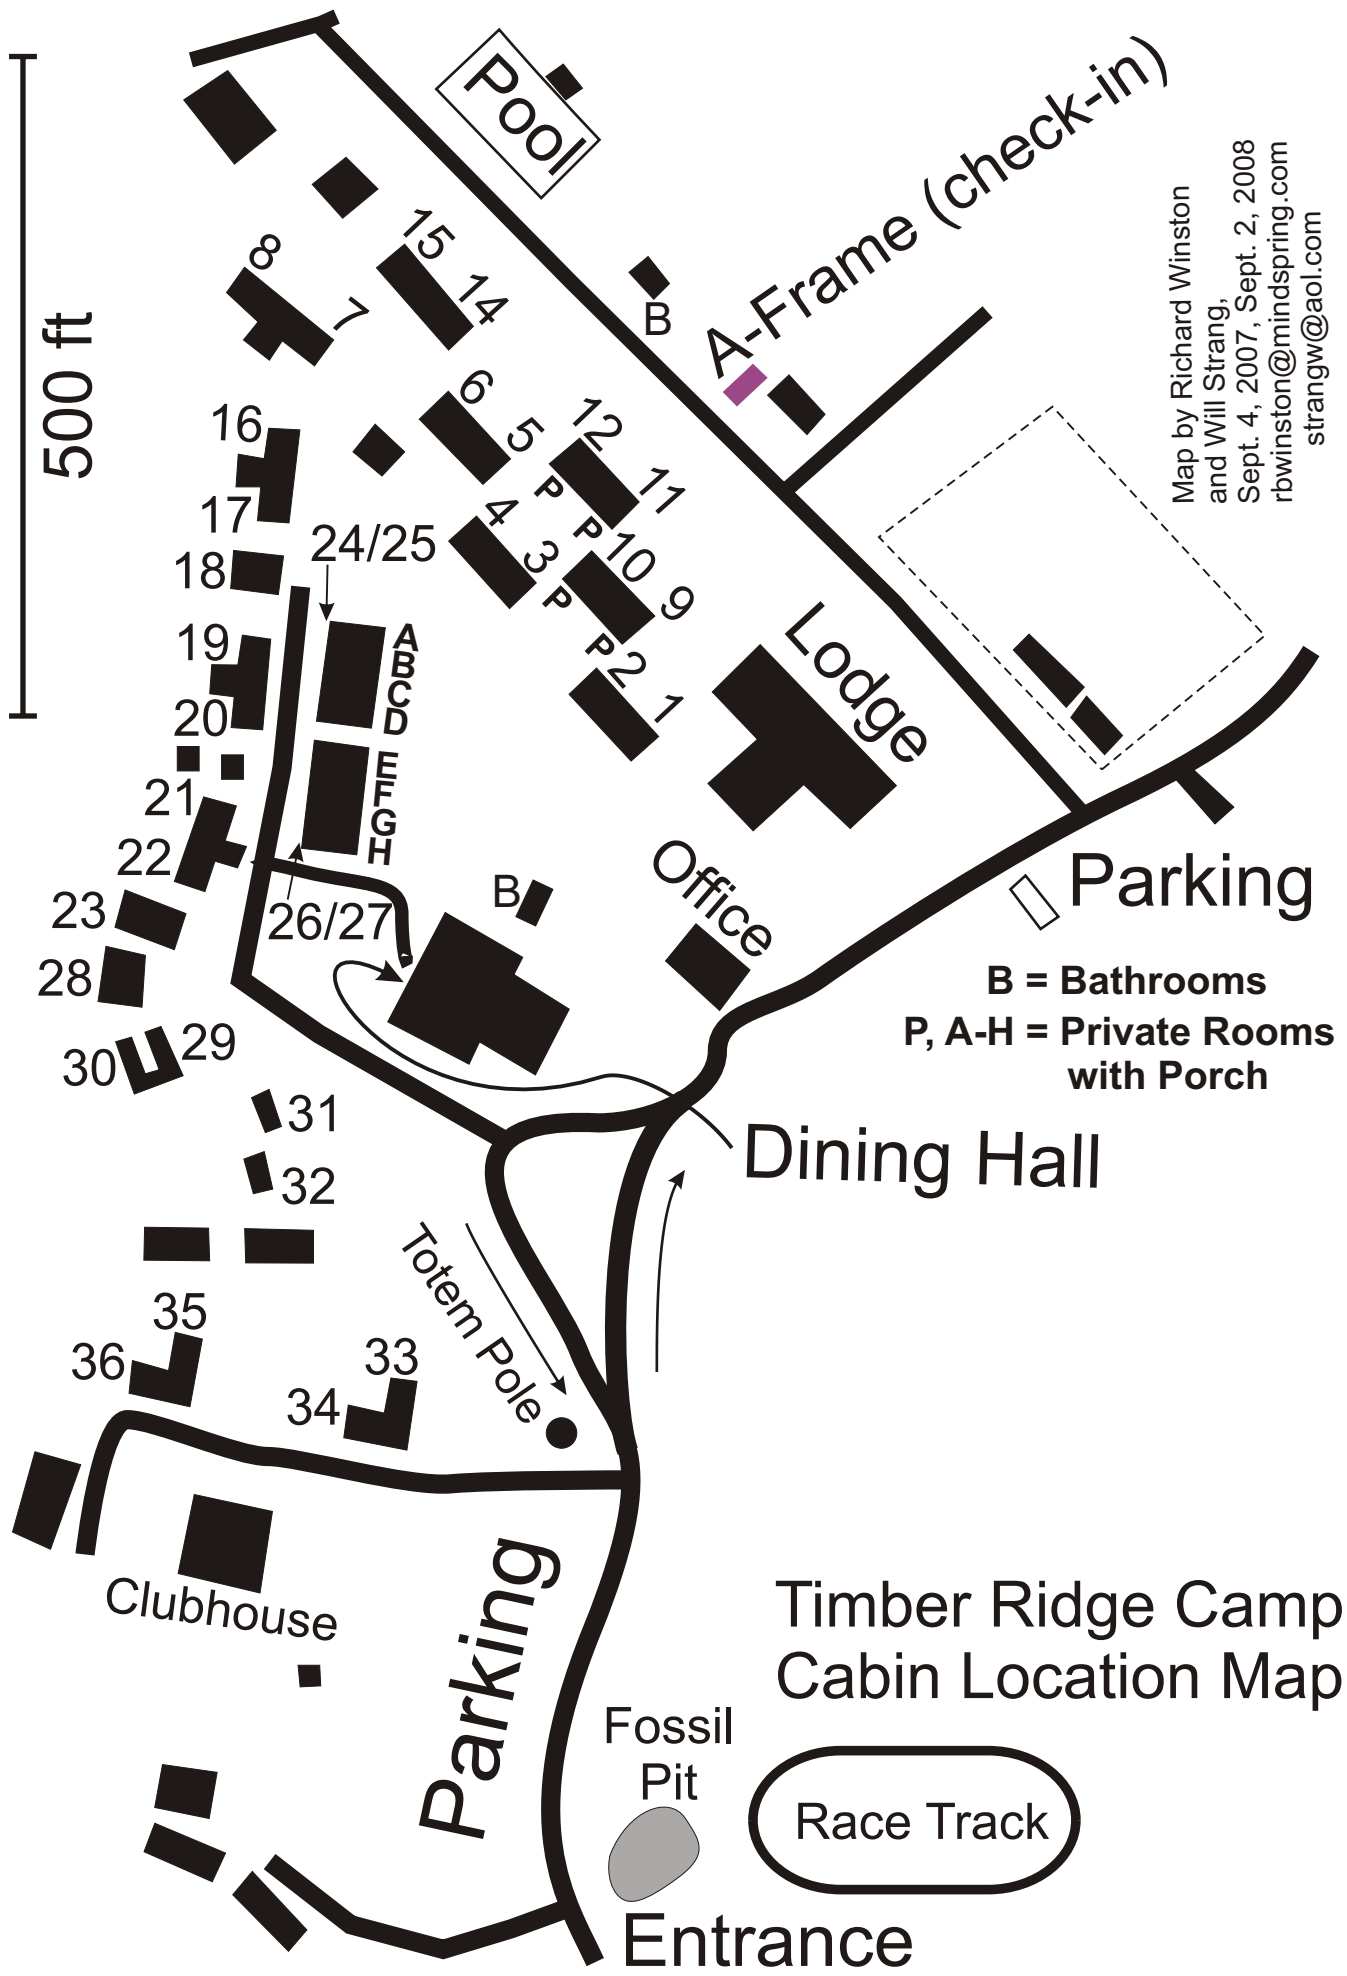 Pool
A-Frame (check-in)
Map by Richard Winston
and Will Strang,
Sept. 4, 2007, Sept. 2, 2008
rbwinston@mindspring.com
strangw@aol.com
500 ft
8
7
15
14
B
6
5
12
11
16
17
P
P
4
3
10
9
24/25
18
P
P
2
1
19
20
A
B
C
D
E
F
G
H
Lodge
21
22
23
28
26/27
B
Office
Parking
B = Bathrooms
P, A-H = Private Rooms
with Porch
29
30
31
32
Dining Hall
Totem Pole
35
36
33
34
Clubhouse
Parking
Timber Ridge Camp
Cabin Location Map
Fossil
Pit
Race Track
Entrance